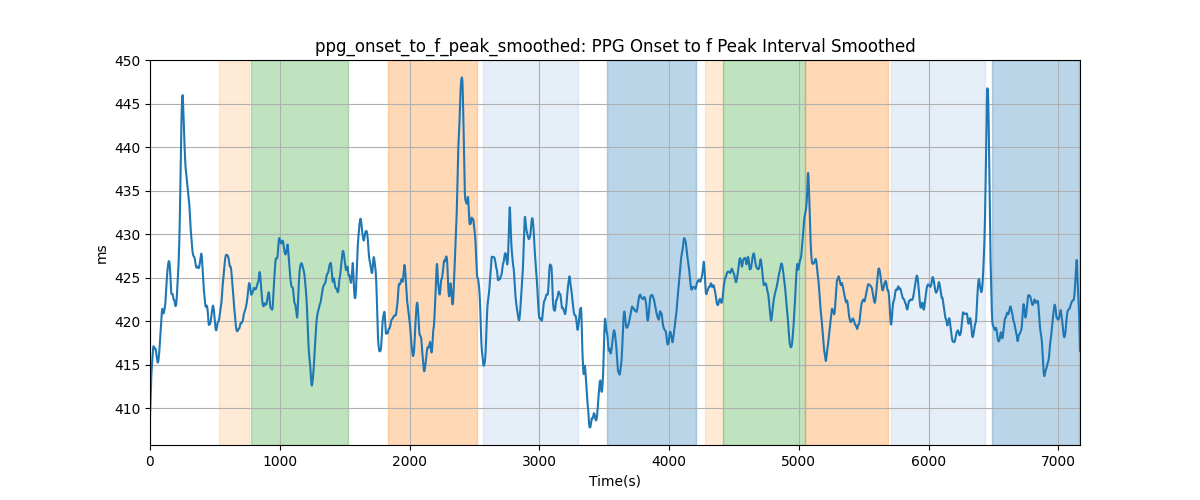 ppg_onset_to_f_peak_smoothed: PPG Onset to f Peak Interval Smoothed
450
445
440
435
430
425
420
415
410
ms
0 1000 2000 3000 4000 5000 6000 7000
Time(s)